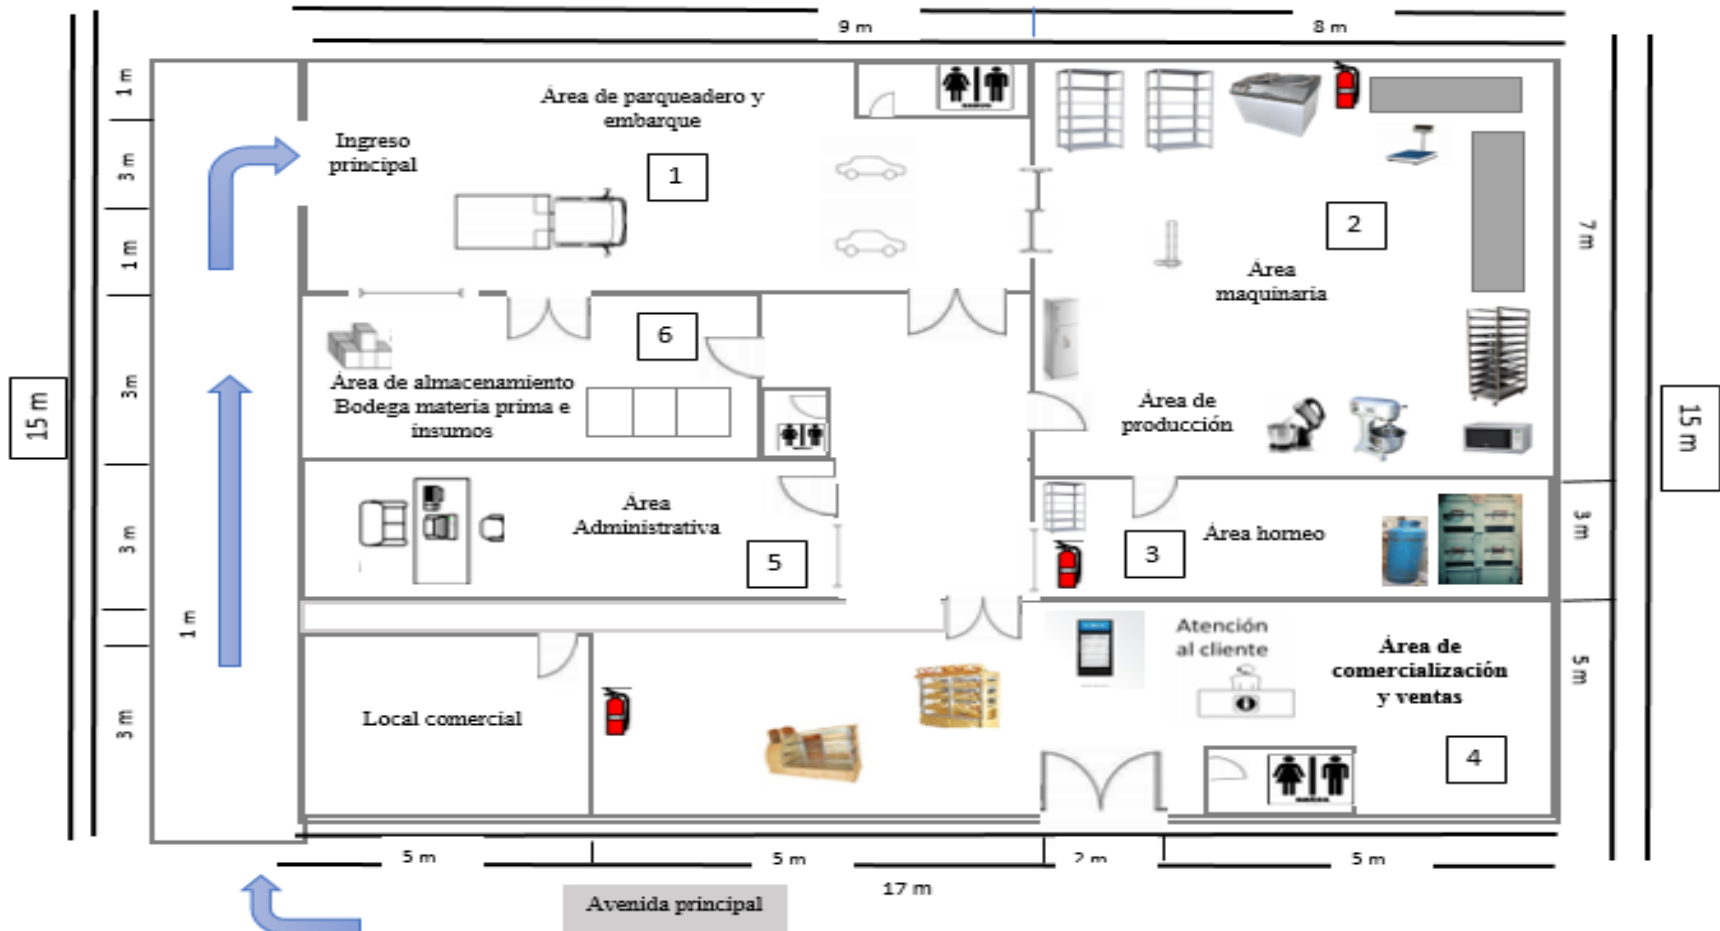 9 m
8 m
1 m
3 m
1 m
3m
3 m
3 m
15 m
1 m
Ingreso
principal
Área de parqueadero y
embarque
1
2
Área
maquinaria
7 m
6
Área de almacenamiento
Bodega materia prima e
insumos
Área de
producción
15 m
Área
Administrativa
5
3
Área horneo
3 m
Local comercial
Atención
al cliente
Área de
comercialización
y ventas
5 m
4
5 m
5 m
2 m
5 m
17 m
Avenida principal